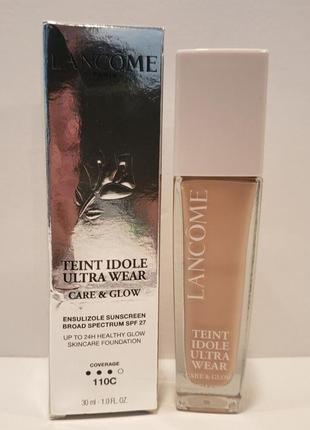 LANCÔME
PARIS
TEINT IDOLE
ULTRA WEAR
CARE & GLOW
ENSULIZOLE SUNSCREEN
BROAD SPECTRUM SPF 27
UP TO 24H HEALTHY GLOW
SKINCARE FOUNDATION
COVERAGE
110C
30 ml - 1.0 FL. OZ.
LANCÔME
TEINT
IDOLE
ULTRA
WEAR
CARE & GLOW